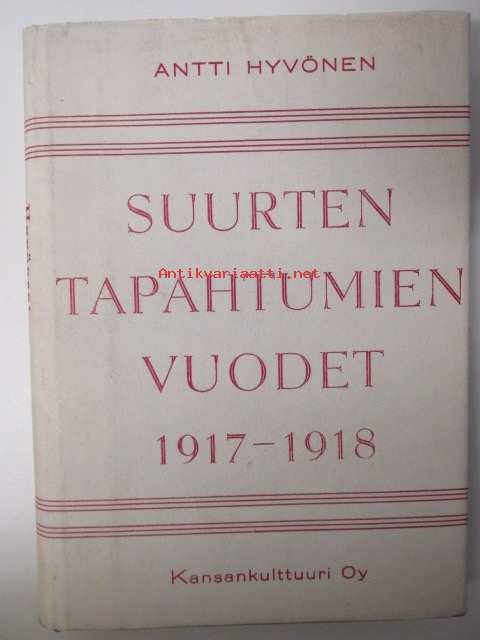 ANTTI HYVÖNEN
SUURTEN
Antikvariaatti.net
TAPAHTUMIEN
VUODET
1917-1918
Kansankulttuuri Oy